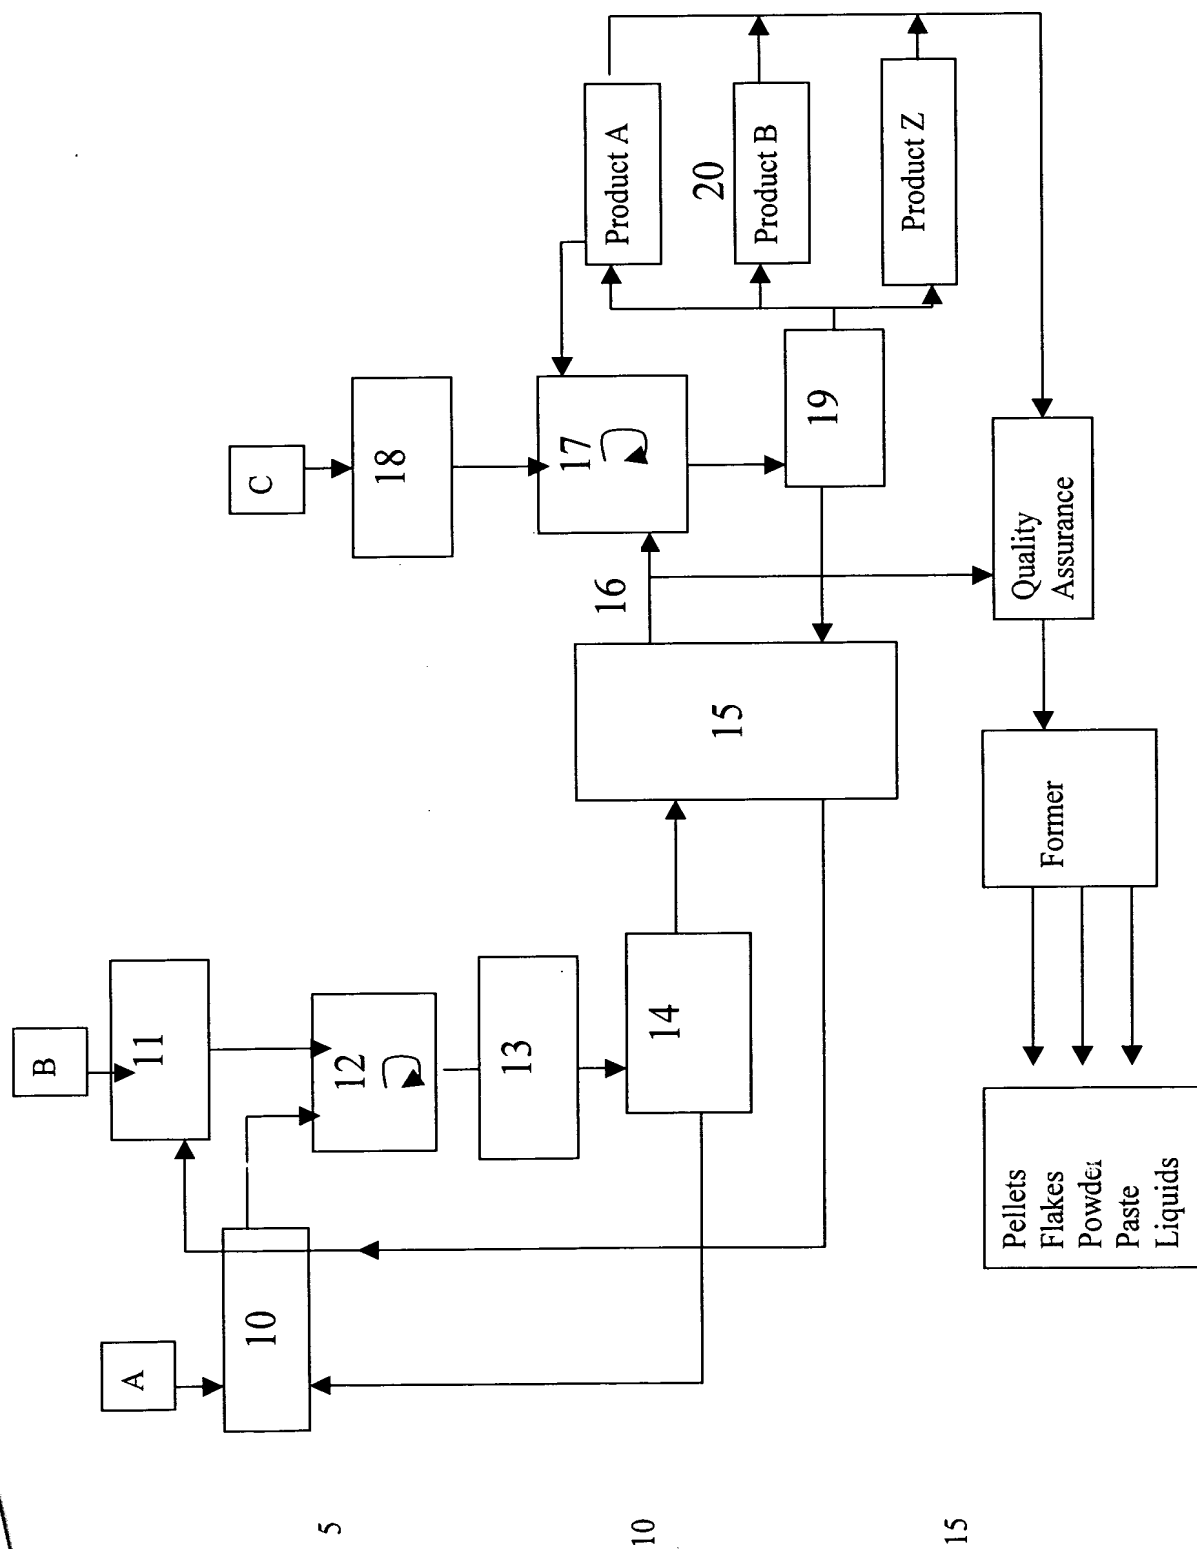 A
B
C
10
11
12
13
14
15
16
17
18
19
20
Product A
Product B
Product Z
Quality
Assurance
Former
Pellets
Flakes
Powder
Paste
Liquids
5
10
15